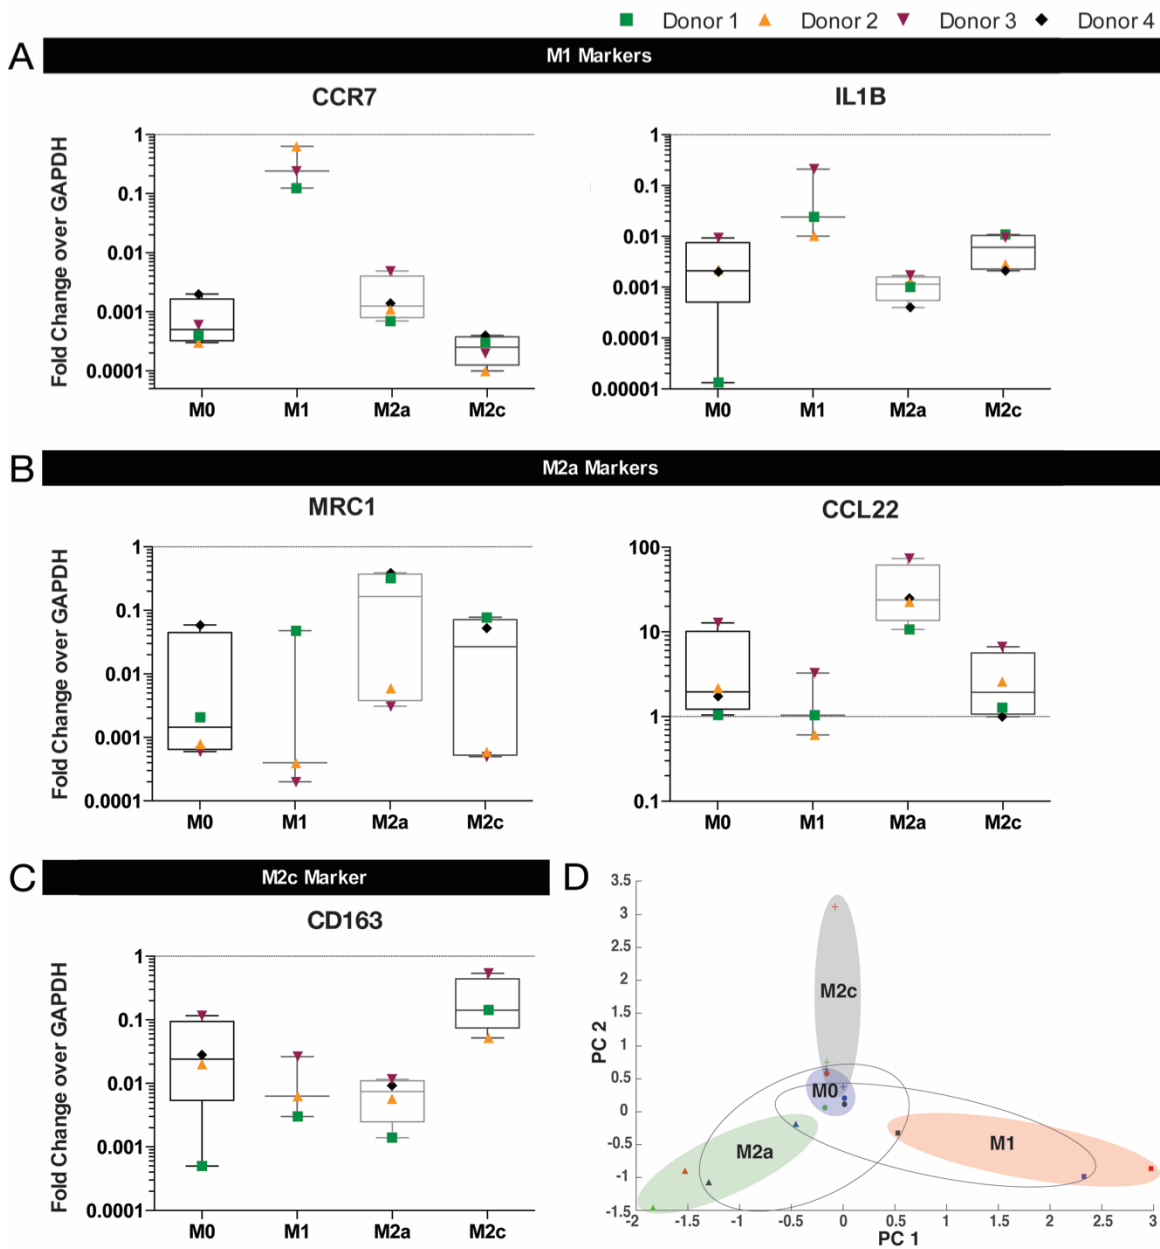 Donor 1 Donor 2 Donor 3 Donor 4
A
M1 Markers
CCR7
Fold Change over GAPDH
1
0.1
0.01
0.001
0.0001
M0 M1 M2a M2c
IL1B
1
0.1
0.01
0.001
0.0001
0.00001
M0 M1 M2a M2c
B
M2a Markers
MRC1
Fold Change over GAPDH
1
0.1
0.01
0.001
0.0001
M0 M1 M2a M2c
CCL22
100
10
1
0.1
M0 M1 M2a M2c
C
M2c Marker
CD163
Fold Change over GAPDH
1
0.1
0.01
0.001
0.0001
M0 M1 M2a M2c
D
PC 2
3.5
3
2.5
2
1.5
1
0.5
0
-0.5
-1
-1.5
M2c
M0
M2a
M1
-2 -1.5 -1 -0.5 0 0.5 1 1.5 2 2.5 3
PC 1